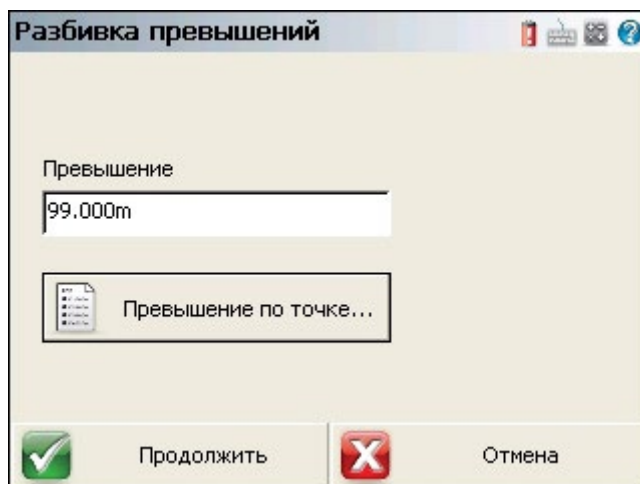 Разбивка превышений
Превышение
99.000m
Превышение по точке...
Продолжить
Отмена